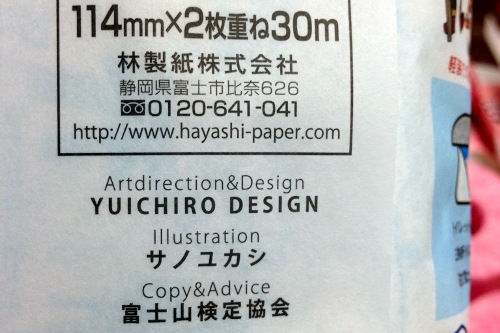 114mm×2枚重ね30m
林製紙株式会社
静岡県富士市比奈626
0120-641-041
http://www.hayashi-paper.com
Artdirection&Design
YUICHIRO DESIGN
Illustration
サノユカシ
Copy&Advice
富士山検定協会